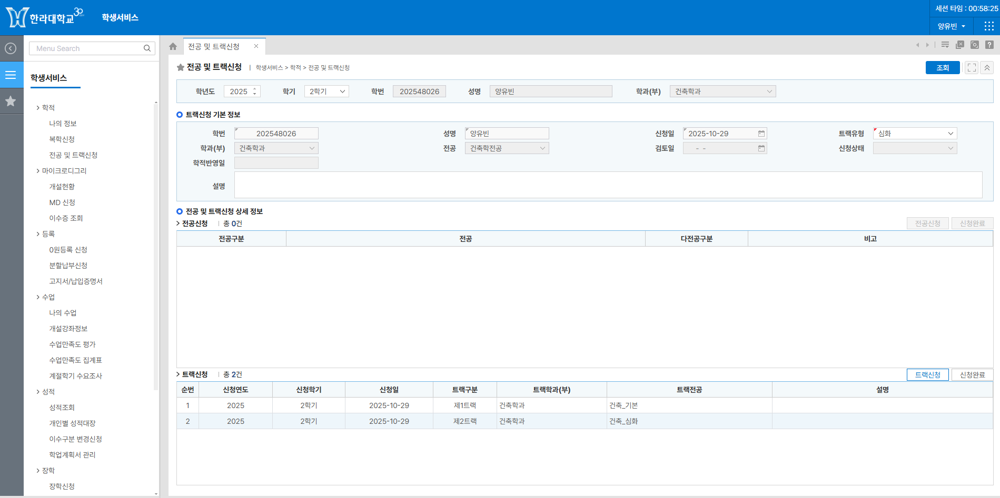 한라대학교 30
학생서비스
세션 타임 : 00:58:25
양유빈
Menu Search
학생서비스
학적
나의 정보
복학신청
전공 및 트랙신청
마이크로디그리
개설현황
MD 신청
이수증 조회
등록
0원등록 신청
분할납부신청
고지서/납입증명서
수업
나의 수업
개설강좌정보
수업만족도 평가
수업만족도 집계표
계절학기 수요조사
성적
성적조회
개인별 성적대장
이수구분 변경신청
학업계획서 관리
장학
장학신청
전공 및 트랙신청
전공 및 트랙신청 | 학생서비스 > 학적 > 전공 및 트랙신청
조회
학년도 2025 학기 2학기 학번 202548026 성명 양유빈 학과(부) 건축학과
트랙신청 기본 정보
학번 202548026 성명 양유빈 신청일 2025-10-29 트랙유형 심화
학과(부) 건축학과 전공 건축학전공 검토일 - - 신청상태
학적반영일
설명
전공 및 트랙신청 상세 정보
전공신청 | 총 0건 전공신청 신청완료
전공구분 전공 다전공구분 비고
트랙신청 | 총 2건 트랙신청 신청완료
순번 신청연도 신청학기 신청일 트랙구분 트랙학과(부) 트랙전공 설명
1 2025 2학기 2025-10-29 제1트랙 건축학과 건축_기본
2 2025 2학기 2025-10-29 제2트랙 건축학과 건축_심화